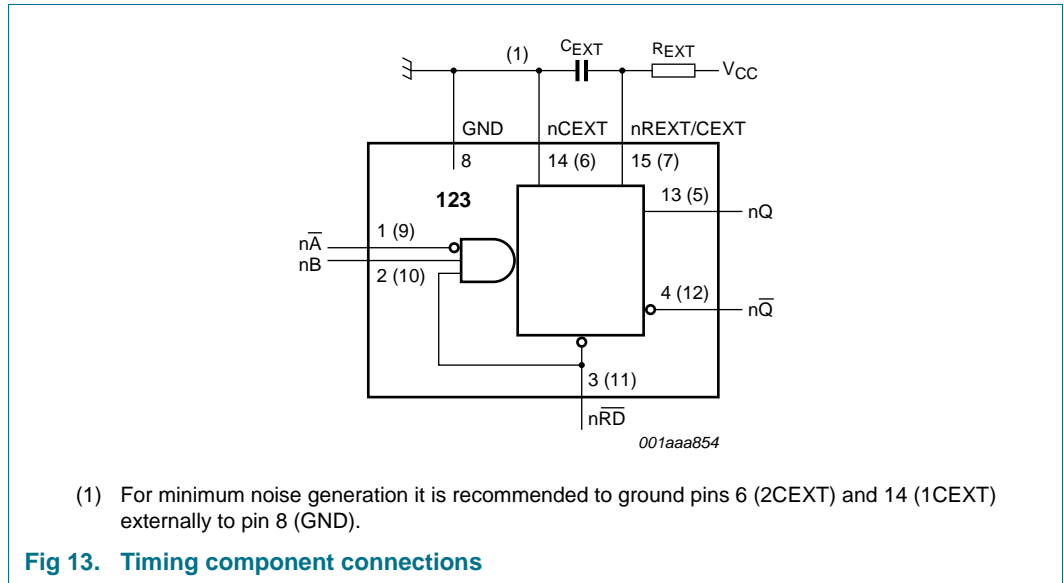 (1)
CEXT
REXT
VCC
GND
nCEXT
nREXT/CEXT
8
14 (6)
15 (7)
123
13 (5)
nQ
1 (9)
nA̅
nB
2 (10)
4 (12)
nQ̅
3 (11)
nR̅D̅
001aaa854
(1) For minimum noise generation it is recommended to ground pins 6 (2CEXT) and 14 (1CEXT)
externally to pin 8 (GND).
Fig 13. Timing component connections